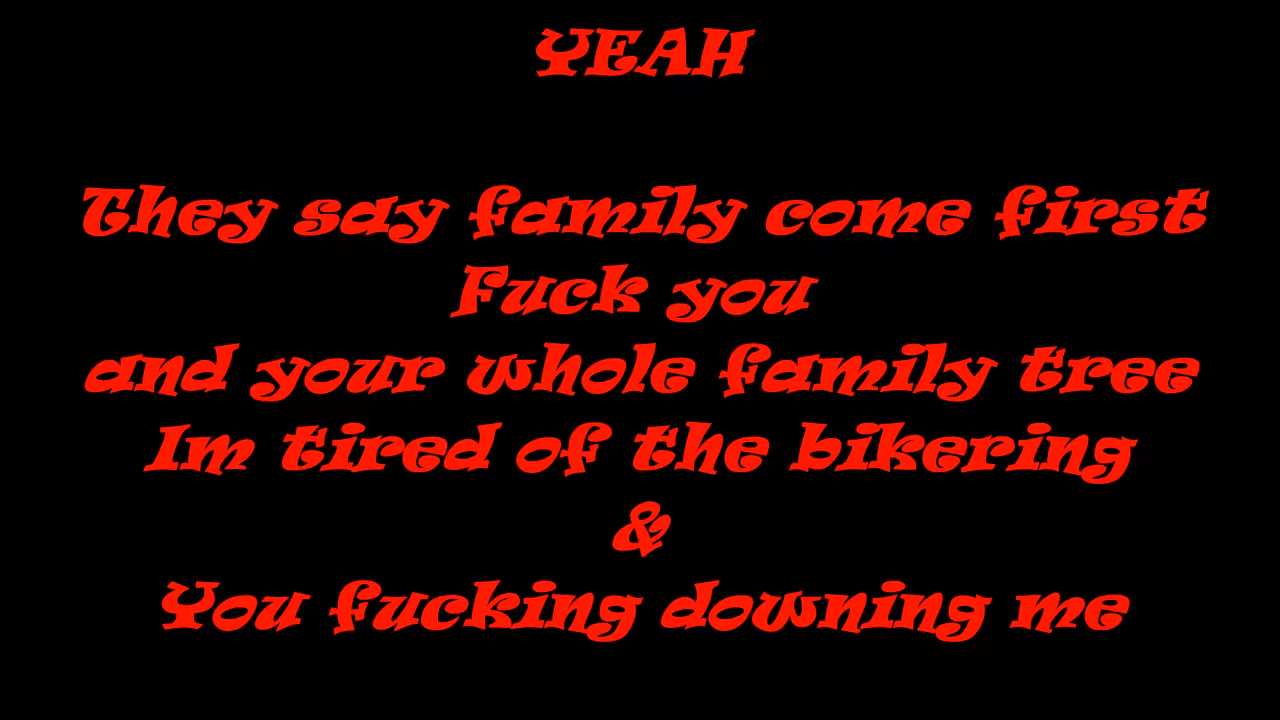 YEAH
They say family come first
Fuck you
and your whole family tree
Im tired of the bikering
&
You fucking downing me